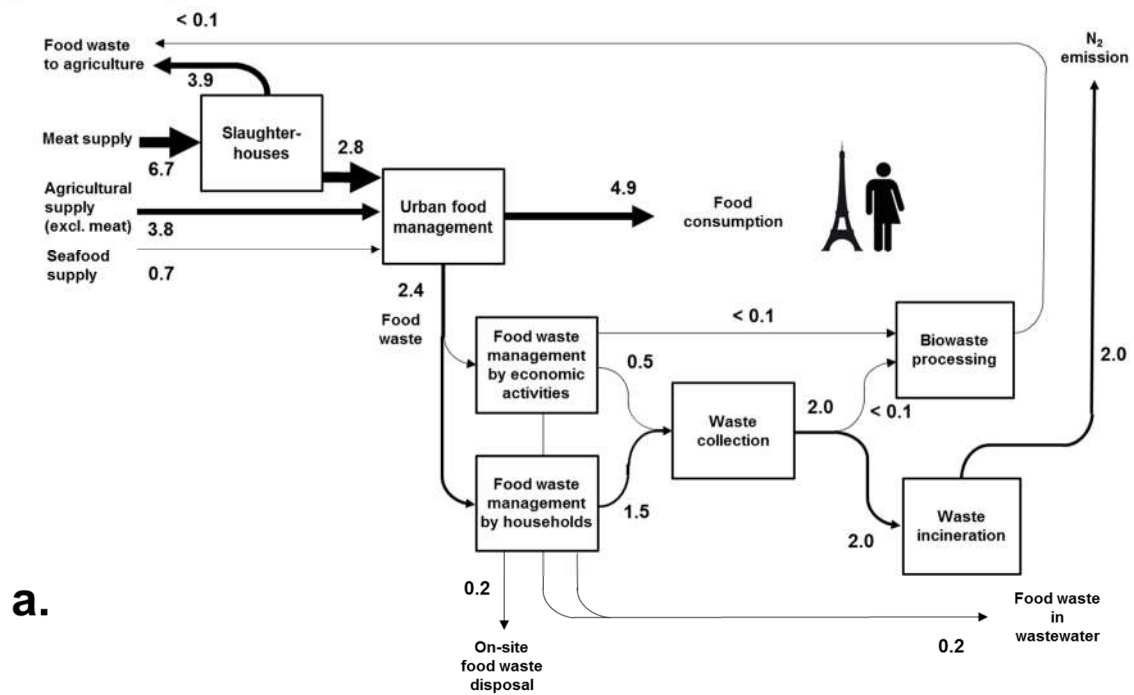 < 0.1
Food waste
to agriculture
3.9
N2
emission
Meat supply
6.7
Slaughter-
houses
2.8
Agricultural
supply
(excl. meat)
3.8
Seafood
supply
0.7
Urban food
management
4.9
Food
consumption
2.4
Food
waste
Food waste
management
by economic
activities
< 0.1
0.5
Biowaste
processing
2.0
Waste
collection
2.0
< 0.1
Food waste
management
by households
1.5
2.0
Waste
incineration
a.
0.2
On-site
food waste
disposal
0.2
Food waste
in
wastewater